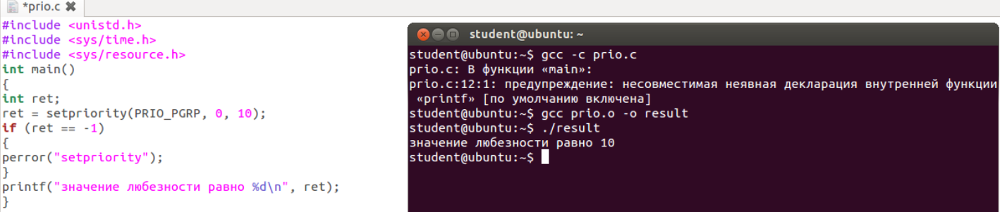 *prio.c ✖
#include <unistd.h>
#include <sys/time.h>
#include <sys/resource.h>
int main()
{
int ret;
ret = setpriority(PRIO_PGRP, 0, 10);
if (ret == -1)
{
perror("setpriority");
}
printf("значение любезности равно %d\n", ret);
}
student@ubuntu: ~
student@ubuntu:~$ gcc -c prio.c
prio.c: В функции «main»:
prio.c:12:1: предупреждение: несовместимая неявная декларация внутренней функции
«printf» [по умолчанию включена]
student@ubuntu:~$ gcc prio.o -o result
student@ubuntu:~$ ./result
значение любезности равно 10
student@ubuntu:~$